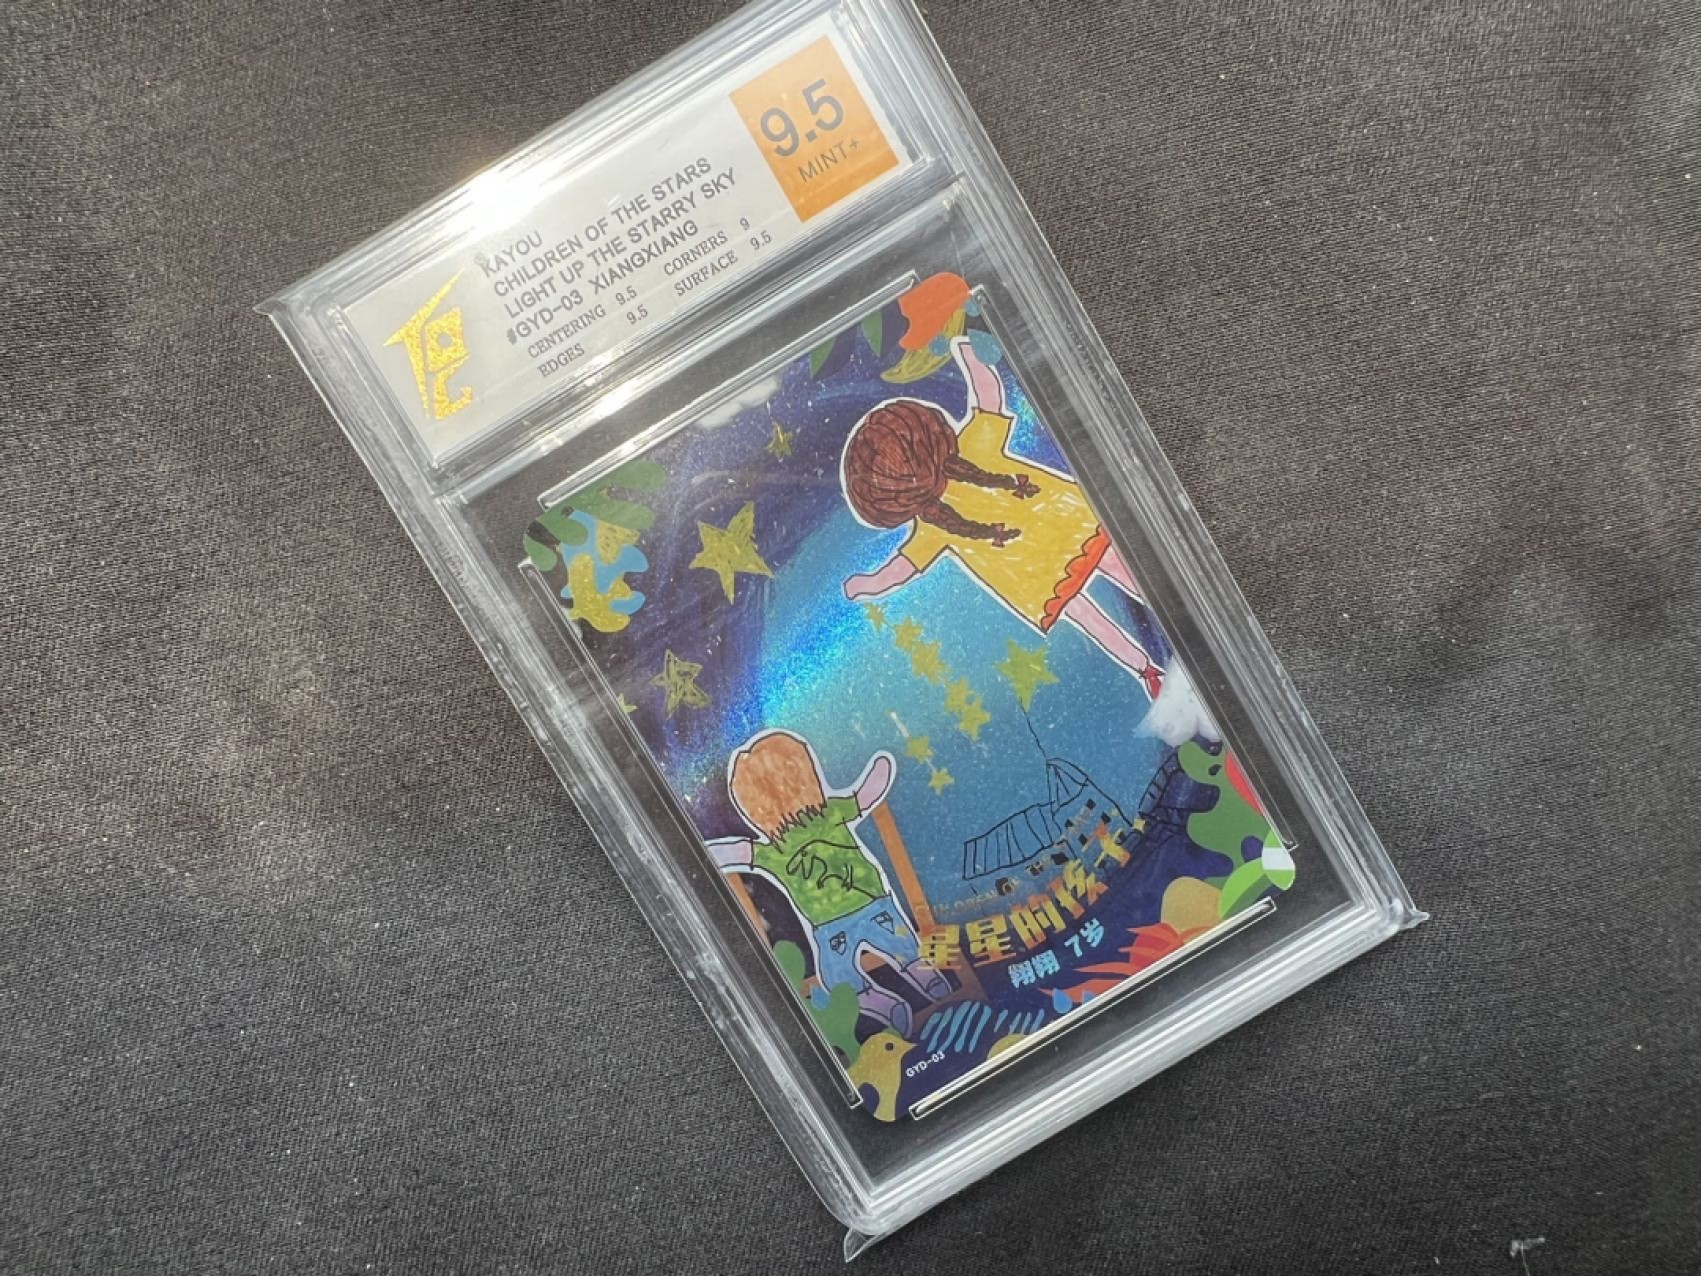 KAYOU
CHILDREN OF THE STARS
LIGHT UP THE STARRY SKY
#GYD-03 XIANGXIANG
CENTERING 9.5 CORNERS 9
EDGES 9.5 SURFACE 9.5
9.5
MINT+
星星的孩子
翔翔 7岁
GYD-03